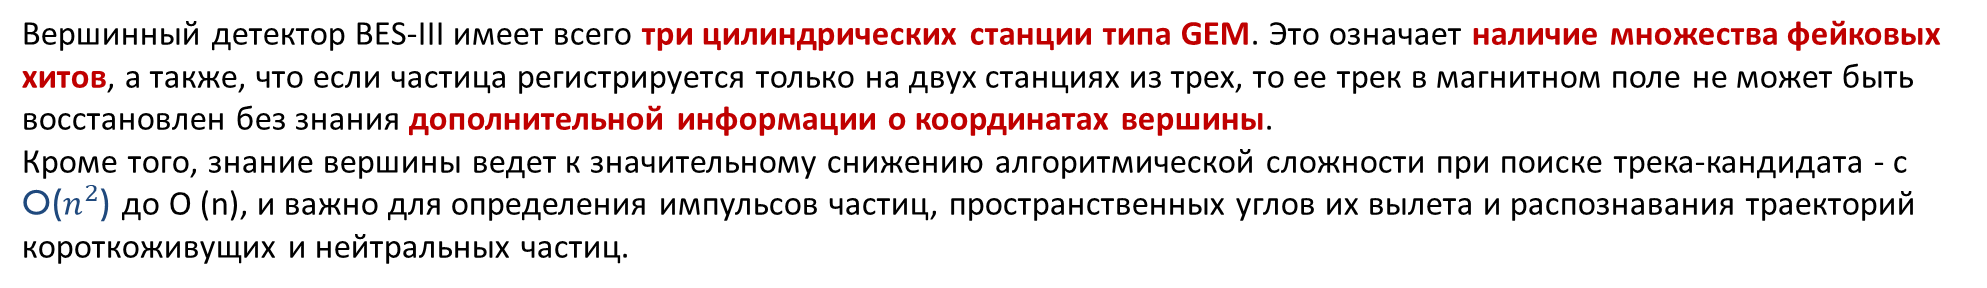 Вершинный детектор BES-III имеет всего три цилиндрических станции типа GEM. Это означает наличие множества фейковых
хитов, а также, что если частица регистрируется только на двух станциях из трех, то ее трек в магнитном поле не может быть
восстановлен без знания дополнительной информации о координатах вершины.
Кроме того, знание вершины ведет к значительному снижению алгоритмической сложности при поиске трека-кандидата - с
O(n²) до O (n), и важно для определения импульсов частиц, пространственных углов их вылета и распознавания траекторий
короткоживущих и нейтральных частиц.